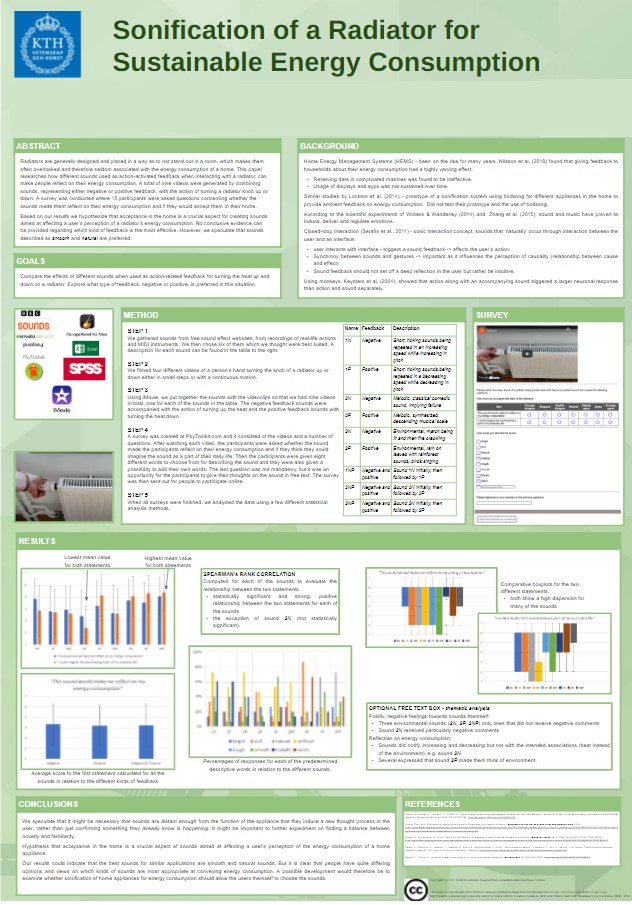 KTH
VETENSKAP
OCH KONST
Sonification of a Radiator for
Sustainable Energy Consumption
ABSTRACT
Radiators are generally designed and placed in a way as to not stand out in a room, which makes them
often overlooked and therefore seldom associated with the energy consumption of a home. This paper
researches how different sounds used as action-activated feedback when interacting with a radiator, can
make people reflect on their energy consumption. A total of nine videos were generated by combining
sounds, representing either negative or positive feedback, with the action of turning a radiator knob up or
down. A survey was conducted where 15 participants were asked questions concerning whether the
sounds made them reflect on their energy consumption and if they would accept them in their home.
Based on our results we hypothesize that acceptance in the home is a crucial aspect for creating sounds
aimed at affecting a user's perception of a radiator's energy consumption. No conclusive evidence can
be provided regarding which kind of feedback is the most effective. However, we speculate that sounds
described as smooth and natural are preferred.
GOALS
Compare the effects of different sounds when used as action-related feedback for turning the heat up and
down on a radiator. Explore what type of feedback, negative or positive, is preferred in this situation.
BACKGROUND
Home Energy Management Systems (HEMS) - been on the rise for many years. Nilsson et al. (2018) found that giving feedback to
households about their energy consumption had a highly varying effect.
- Receiving data in complicated matrices was found to be ineffective.
- Usage of displays and apps was not sustained over time.
Similar studies by Lockton et al. (2014) - prototype of a sonification system using birdsong for different appliances in the home to
provide ambient feedback on energy consumption. Did not test their prototype and the use of birdsong.
According to the scientific experiments of Winters & Wanderley (2014) and Zhang et al. (2015), sound and music have proven to
induce, deliver and regulate emotions.
Closed-loop interaction (Serafin et al., 2011) - sonic interaction concept, sounds that 'naturally' occur through interaction between the
user and an interface:
- user interacts with interface - triggers a sound feedback -> affects the user's action.
- Synchrony between sounds and gestures -> important as it influences the perception of causality (relationship between cause
and effect)
- Sound feedback should not set off a deep reflection in the user but rather be intuitive.
Using monkeys, Keysers et al. (2004), showed that action along with an accompanying sound triggered a larger neuronal response
than action and sound separately.
BBC
SOUNDS
GarageBand for Mac
pixabay
Excel
PsyToolkit
SPSS
iMovie
METHOD
STEP 1
We gathered sounds from free sound effect websites, from recordings of real-life actions
and MIDI instruments. We then chose six of them which we thought were best suited. A
description for each sound can be found in the table to the right.
STEP 2
We filmed four different videos of a person's hand turning the knob of a radiator up or
down either in small steps or with a continuous motion.
STEP 3
Using iMovie, we put together the sounds with the videoclips so that we had nine videos
in total, one for each of the sounds in the table. The negative feedback sounds were
accompanied with the action of turning up the heat and the positive feedback sounds with
turning the heat down.
STEP 4
A survey was created at PsyToolkit.com and it consisted of the videos and a number of
questions. After watching each video, the participants were asked whether the sound
made the participants reflect on their energy consumption and if they think they could
imagine the sound as a part of their daily life. Then the participants were given eight
different words to choose from for describing the sound and they were also given a
possibility to add their own words. The last question was not mandatory, but it was an
opportunity for the participants to give their thoughts on the sound in free text. The survey
was then sent out for people to participate online.
STEP 5
When all surveys were finished, we analyzed the data using a few different statistical
analysis methods.
Name Feedback Description
1N Negative Short, ticking sounds
repeated in an increasing
speed while increasing in
pitch
1P Positive Short, ticking sounds
repeated in a decreasing
speed while decreasing in
pitch
2N Negative Melodic, classical comedic
sound, implying failure
2P Positive Melodic, synthesized,
descending musical scale
3N Negative Environmental, match being
lit and then fire crackling
3P Positive Environmental, rain on
leaves with rainforest
sounds, birds singing
1NP Negative and Sound 1N initially, then
positive followed by 1P
2NP Negative and Sound 2N initially, then
positive followed by 2P
3NP Negative and Sound 3N initially, then
positive followed by 3P
SURVEY
RESULTS
Lowest mean value
for both statements
Highest mean value
for both statements
SPEARMAN's RANK CORRELATION
Computed for each of the sounds to evaluate the
relationship between the two statements.
- statistically significant and strong, positive
relationship between the two statements for each of
the sounds
- the exception of sound 2N (not statistically
significant).
Comparative boxplots for the two
different statements.
- both show a high dispersion for
many of the sounds
"This sound would make me reflect on my
energy consumption"
Average score to the first statement calculated for all the
sounds in relation to the different kinds of feedback
Percentages of responses for each of the predetermined
descriptive words in relation to the different sounds.
OPTIONAL FREE TEXT BOX - thematic analysis
Positiv, negative feelings towards sounds themself:
- Three environmental sounds (3N, 3P, 3NP) only ones that did not receive negative comments
- Sound 2N received particularly negative comments
Reflection on energy consumption:
- Sounds did notify increasing and decreasing but not with the intended associations (heat instead
of the environment), e.g. sound 3N.
- Several expressed that sound 3P made them think of environment.
CONCLUSIONS
We speculate that it might be necessary that sounds are distant enough from the function of the appliance that they induce a new thought process in the
user, rather than just confirming something they already know is happening. It might be important to further experiment on finding a balance between
novelty and familiarity.
Hypothesis that acceptance in the home is a crucial aspect of sounds aimed at affecting a user's perception of the energy consumption of a home
appliance.
Our results could indicate that the best sounds for similar applications are smooth and natural sounds. But it is clear that people have quite differing
opinions and views on which kinds of sounds are most appropriate at conveying energy consumption. A possible development would therefore be to
examine whether sonification of home appliances for energy consumption should allow the users themself to choose the sounds.
REFERENCES
cc